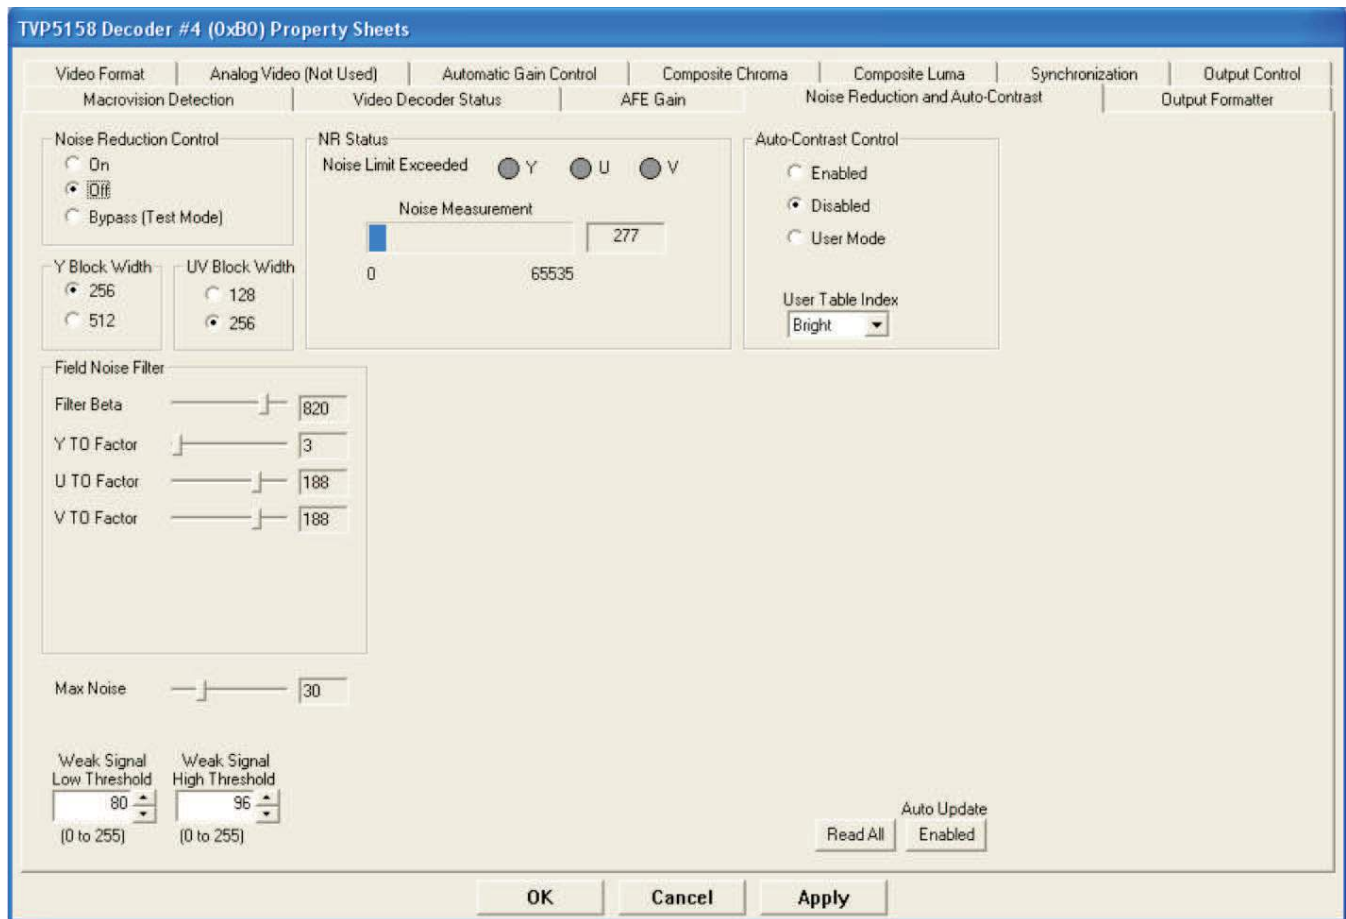 TVP5158 Decoder #4 (0xB0) Property Sheets
Video Format
Analog Video (Not Used)
Automatic Gain Control
Composite Chroma
Composite Luma
Synchronization
Output Control
Macrovision Detection
Video Decoder Status
AFE Gain
Noise Reduction and Auto-Contrast
Output Formatter
Noise Reduction Control
On
Off
Bypass (Test Mode)
NR Status
Noise Limit Exceeded
Y
U
V
Noise Measurement
277
0
65535
Auto-Contrast Control
Enabled
Disabled
User Mode
User Table Index
Bright
Y Block Width
256
512
UV Block Width
128
256
Field Noise Filter
Filter Beta
820
Y T0 Factor
3
U T0 Factor
188
V T0 Factor
188
Max Noise
30
Weak Signal
Low Threshold
80
(0 to 255)
Weak Signal
High Threshold
96
(0 to 255)
Auto Update
Read All
Enabled
OK
Cancel
Apply